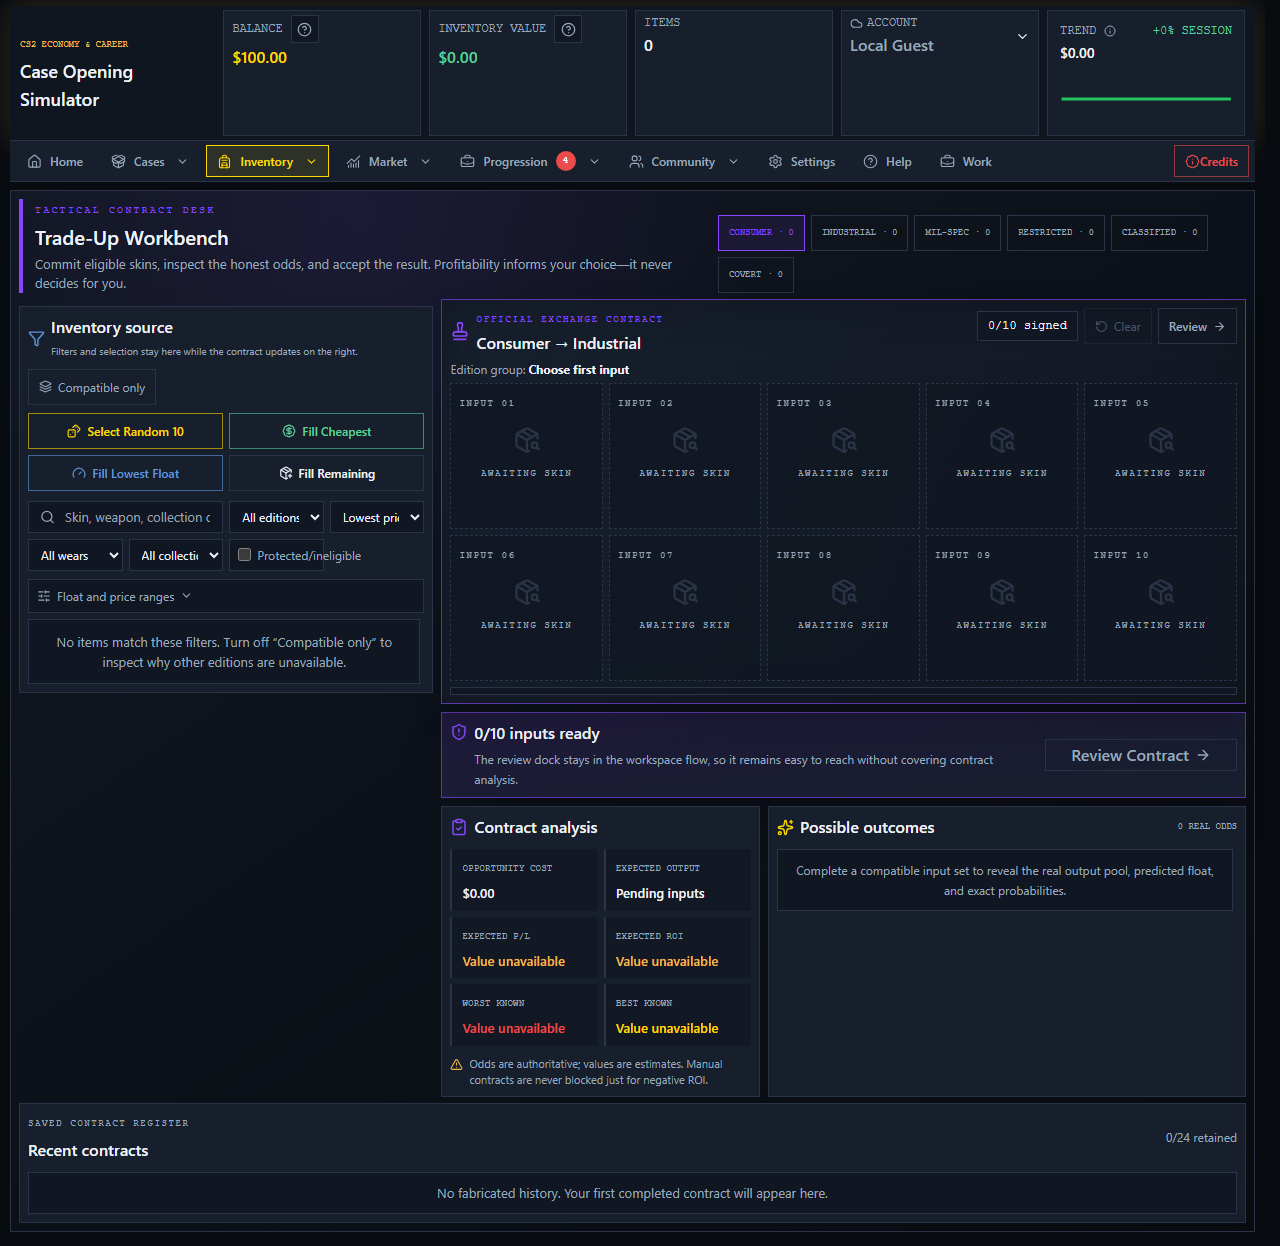 CS2 ECONOMY & CAREER
Case Opening
Simulator
BALANCE
$100.00
INVENTORY VALUE
$0.00
ITEMS
0
ACCOUNT
Local Guest
TREND
+0% SESSION
$0.00
Home
Cases
Inventory
Market
Progression
4
Community
Settings
Help
Work
Credits
TACTICAL CONTRACT DESK
Trade-Up Workbench
Commit eligible skins, inspect the honest odds, and accept the result. Profitability informs your choice—it never
decides for you.
CONSUMER · 0
INDUSTRIAL · 0
MIL-SPEC · 0
RESTRICTED · 0
CLASSIFIED · 0
COVERT · 0
Inventory source
Filters and selection stay here while the contract updates on the right.
Compatible only
Select Random 10
Fill Cheapest
Fill Lowest Float
Fill Remaining
Skin, weapon, collection c
All editions
Lowest pri
All wears
All collecti
Protected/ineligible
Float and price ranges
No items match these filters. Turn off “Compatible only” to
inspect why other editions are unavailable.
OFFICIAL EXCHANGE CONTRACT
Consumer → Industrial
0/10 signed
Clear
Review →
Edition group: Choose first input
INPUT 01
INPUT 02
INPUT 03
INPUT 04
INPUT 05
AWAITING SKIN
AWAITING SKIN
AWAITING SKIN
AWAITING SKIN
AWAITING SKIN
INPUT 06
INPUT 07
INPUT 08
INPUT 09
INPUT 10
AWAITING SKIN
AWAITING SKIN
AWAITING SKIN
AWAITING SKIN
AWAITING SKIN
0/10 inputs ready
The review dock stays in the workspace flow, so it remains easy to reach without covering contract
analysis.
Review Contract →
Contract analysis
OPPORTUNITY COST
$0.00
EXPECTED OUTPUT
Pending inputs
EXPECTED P/L
Value unavailable
EXPECTED ROI
Value unavailable
WORST KNOWN
Value unavailable
BEST KNOWN
Value unavailable
Odds are authoritative; values are estimates. Manual
contracts are never blocked just for negative ROI.
Possible outcomes
0 REAL ODDS
Complete a compatible input set to reveal the real output pool, predicted float,
and exact probabilities.
SAVED CONTRACT REGISTER
Recent contracts
0/24 retained
No fabricated history. Your first completed contract will appear here.